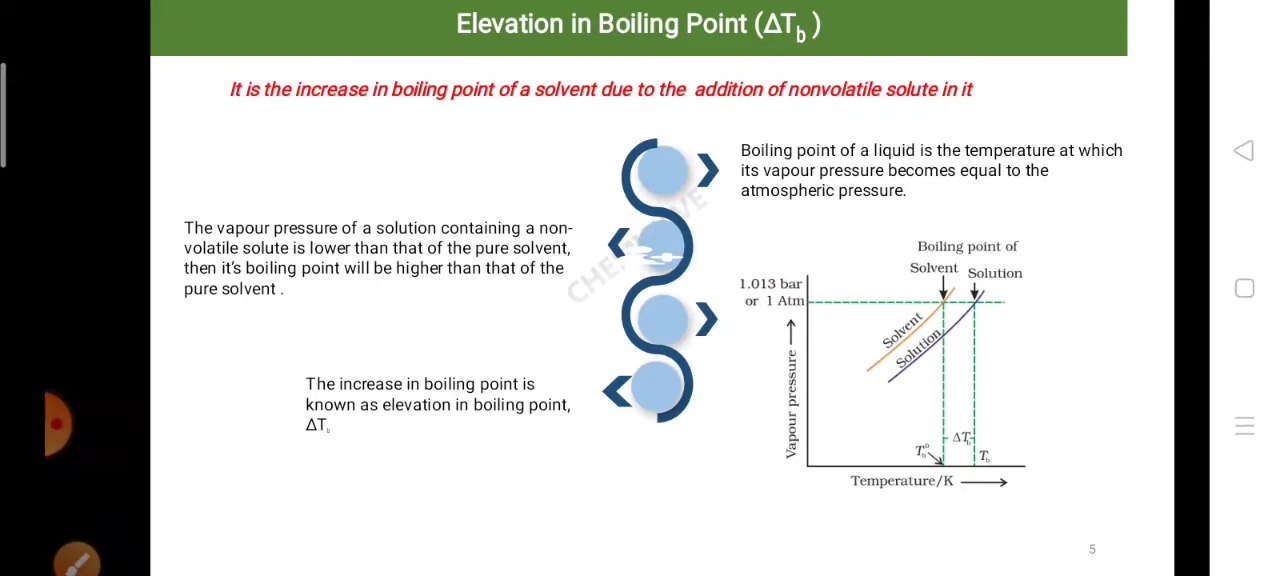 Elevation in Boiling Point (ΔTb )
It is the increase in boiling point of a solvent due to the addition of nonvolatile solute in it
Boiling point of a liquid is the temperature at which
its vapour pressure becomes equal to the
atmospheric pressure.
The vapour pressure of a solution containing a non-
volatile solute is lower than that of the pure solvent,
then it's boiling point will be higher than that of the
pure solvent .
The increase in boiling point is
known as elevation in boiling point,
ΔTb
Boiling point of
Solvent Solution
1.013 bar
or 1 Atm
Solvent
Solution
Vapour pressure
ΔTb
Tb°
Tb
Temperature/K
5